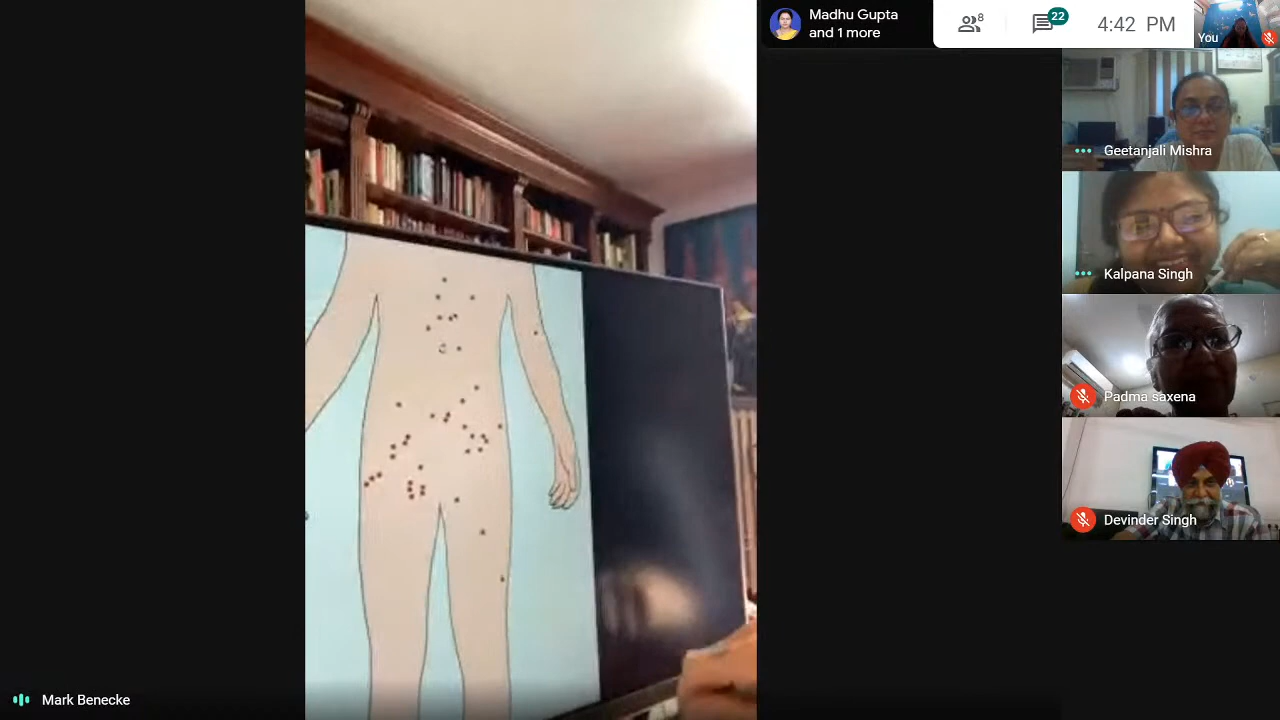 Madhu Gupta
and 1 more
8
22
4:42 PM
You
Geetanjali Mishra
Kalpana Singh
Padma saxena
Devinder Singh
Mark Benecke